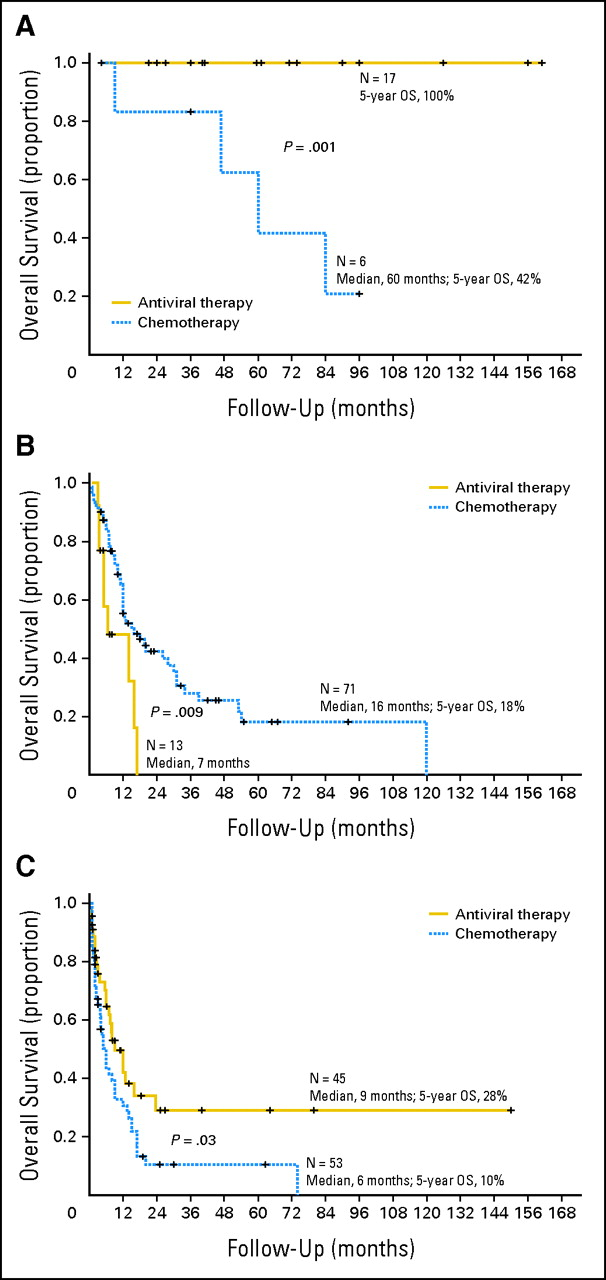 A
Overall Survival (proportion)
1.0
0.8
0.6
0.4
0.2
N = 17
5-year OS, 100%
P = .001
N = 6
Median, 60 months; 5-year OS, 42%
Antiviral therapy
Chemotherapy
0 12 24 36 48 60 72 84 96 108 120 132 144 156 168
Follow-Up (months)
B
Overall Survival (proportion)
1.0
0.8
0.6
0.4
0.2
Antiviral therapy
Chemotherapy
N = 71
Median, 16 months; 5-year OS, 18%
P = .009
N = 13
Median, 7 months
0 12 24 36 48 60 72 84 96 108 120 132 144 156 168
Follow-Up (months)
C
Overall Survival (proportion)
1.0
0.8
0.6
0.4
0.2
Antiviral therapy
Chemotherapy
N = 45
Median, 9 months; 5-year OS, 28%
P = .03
N = 53
Median, 6 months; 5-year OS, 10%
0 12 24 36 48 60 72 84 96 108 120 132 144 156 168
Follow-Up (months)